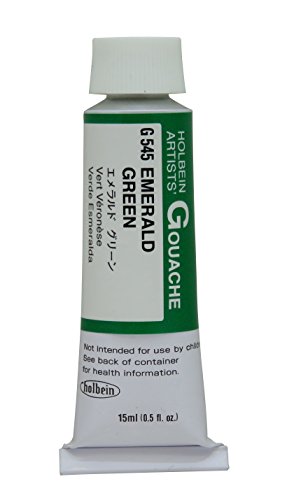 HOLBEIN
ARTISTS'
GOUACHE
G545 EMERALD
GREEN
エメラルド グリーン
Vert Véronèse
Verde Esmeralda
Not intended for use by childre
See back of container
for health information.
holbein
15ml (0.5 fl. oz.)